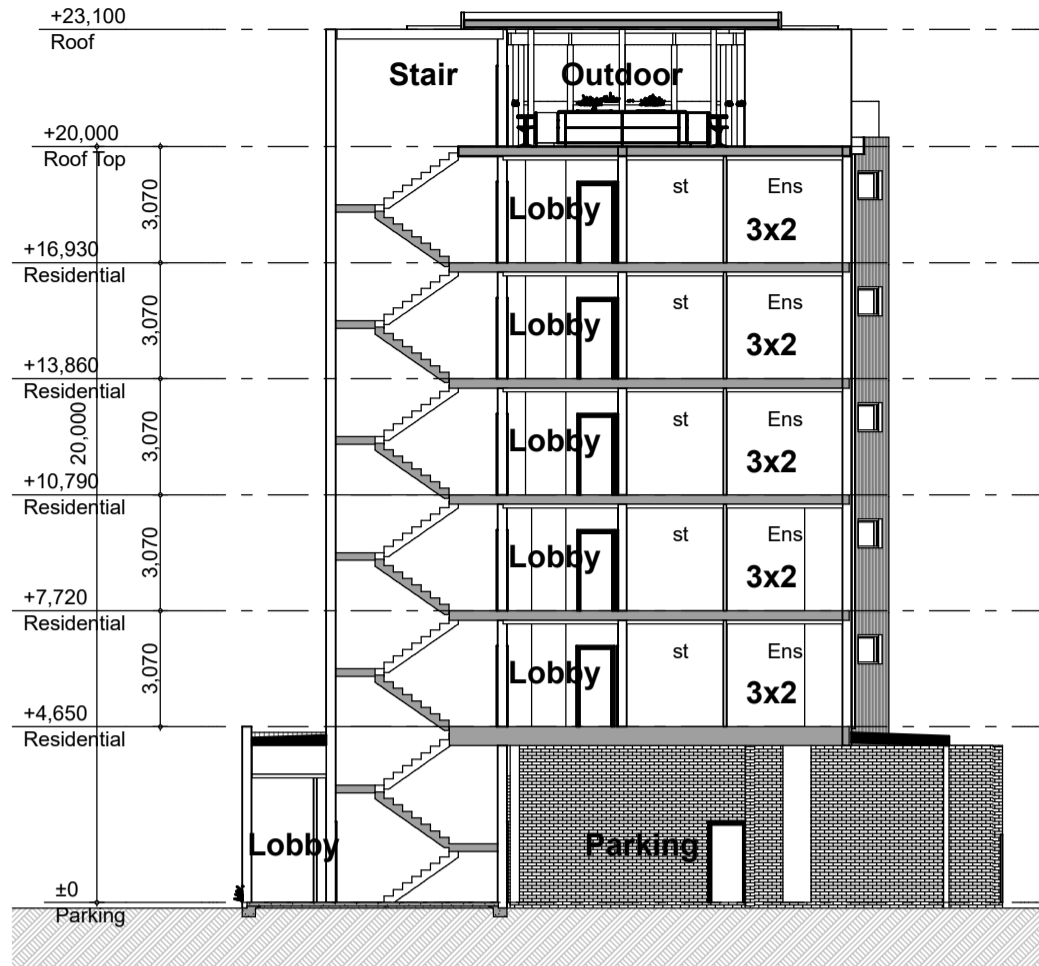 +23,100
Roof
Stair
Outdoor
+20,000
Roof Top
3,070
Lobby
st
Ens
3x2
+16,930
Residential
3,070
Lobby
st
Ens
3x2
+13,860
Residential
20,000
3,070
Lobby
st
Ens
3x2
+10,790
Residential
3,070
Lobby
st
Ens
3x2
+7,720
Residential
3,070
Lobby
st
Ens
3x2
+4,650
Residential
Lobby
Parking
±0
Parking